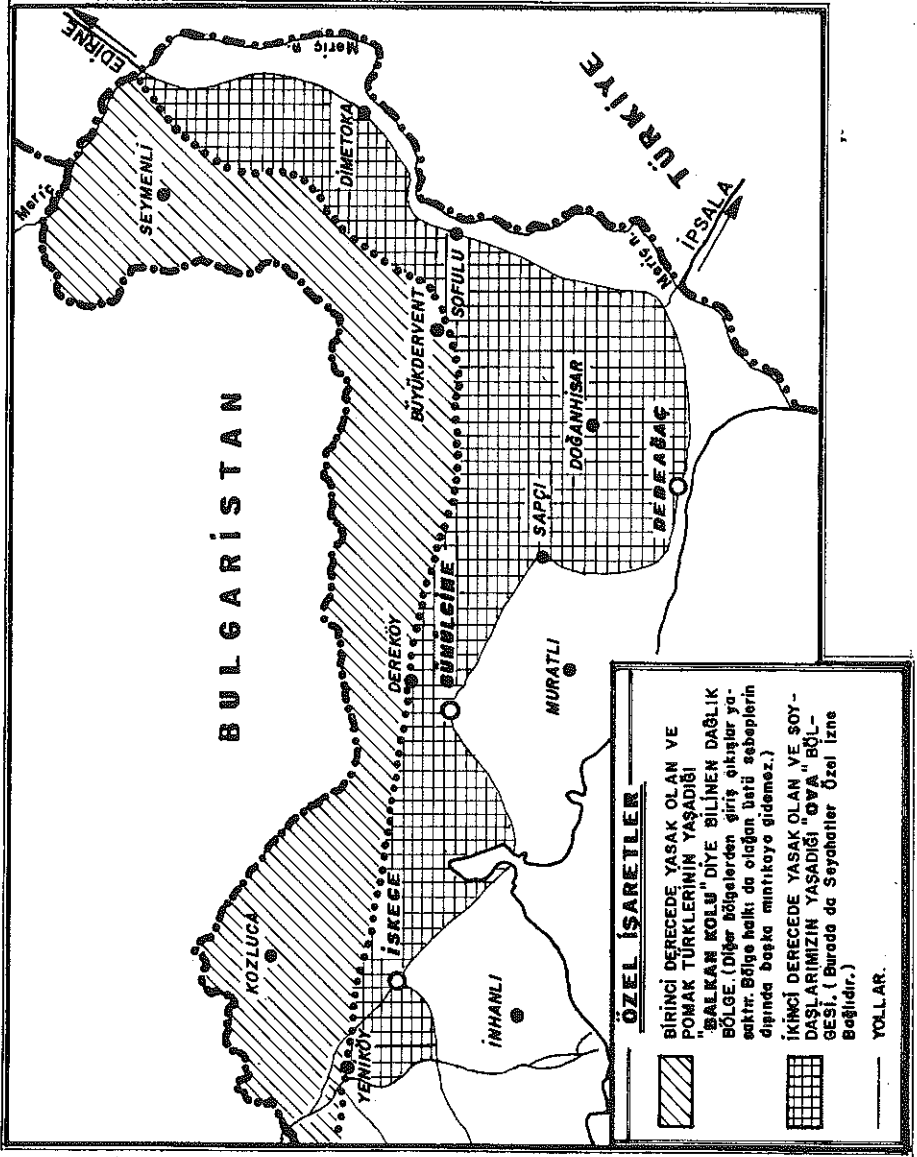 BULGARİSTAN
TÜRKİYE
EDİRNE
Meriç n.
Meriç
SEYMENLİ
DİMETOKA
SOFULU
BÜYÜKDERVENT
İPSALA
Meriç n.
DOĞANHİSAR
DEDEAĞAÇ
SAPÇI
GUMULCİNE
DEREKÖY
MURATLI
KOZLUCA
İSKEÇE
YENİKÖY
İNHANLI
ÖZEL İŞARETLER
BİRİNCİ DERECEDE YASAK OLAN VE
POMAK TÜRKLERİNİN YAŞADIĞI
"BALKAN KOLU" DİYE BİLİNEN DAĞLIK
BÖLGE. (Diğer bölgelerden giriş çıkışlar ya-
saktır. Bölge halkı da olağan üstü sebeplerin
dışında başka mıntıkaya gidemez.)
İKİNCİ DERECEDE YASAK OLAN VE SOY-
DAŞLARIMIZIN YAŞADIĞI "OVA" BÖL-
GESİ. ( Burada da Seyahatler Özel İzne
Bağlıdır.)
YOLLAR.